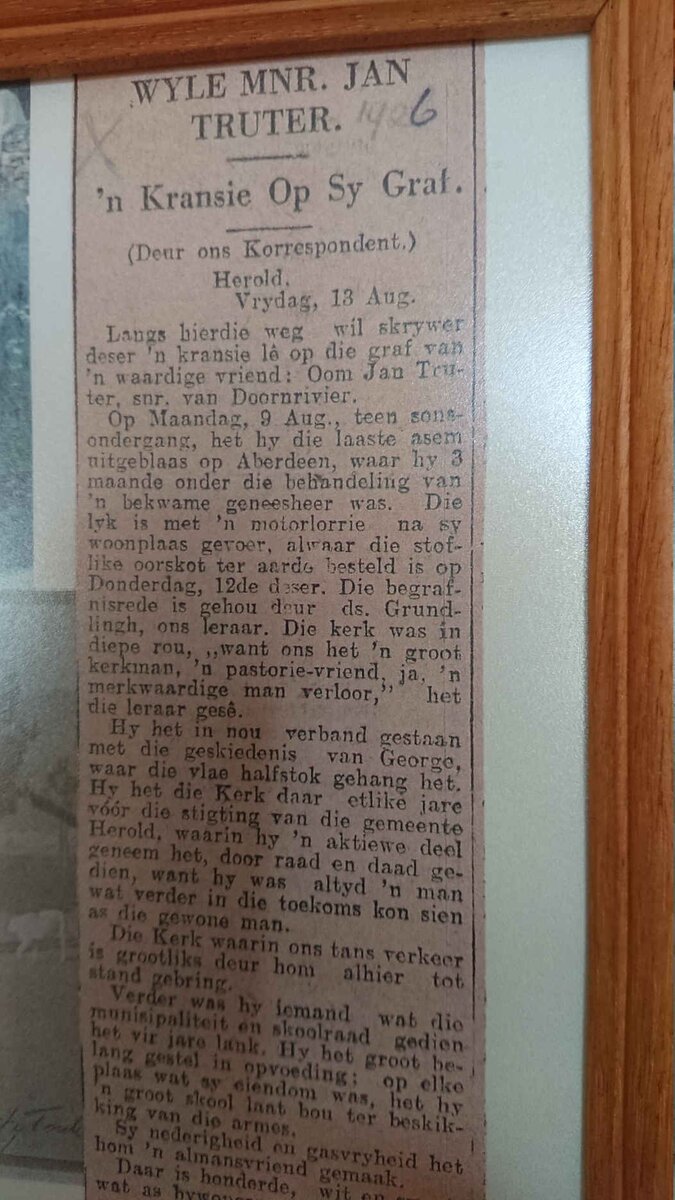 WYLE MNR. JAN
TRUTER. 1926
'n Kransie Op Sy Graf.
(Deur ons Korrespondent.)
Herold,
Vrydag, 13 Aug.
Langs hierdie weg wil skrywer
deser 'n kransie lê op die graf van
'n waardige vriend: Oom Jan Tru-
ter, snr. van Doornrivier.
Op Maandag, 9 Aug., teen sons-
ondergang, het hy die laaste asem
uitgeblaas op Aberdeen, waar hy 3
maande onder die behandeling van
'n bekwame geneesheer was. Die
lyk is met 'n motorlorrie na sy
woonplaas gevoer, alwaar die stof-
like oorskot ter aarde besteld is op
Donderdag, 12de deser. Die begraf-
nisrede is gehou deur ds. Grund-
lingh, ons leraar. Die kerk was in
diepe rou, ,,want ons het 'n groot
kerkman, 'n pastorie-vriend, ja, 'n
merkwaardige man verloor,'' het
die leraar gesê.
Hy het in nou verband gestaan
met die geskiedenis van George,
waar die vlae halfstok gehang het.
Hy het die Kerk daar etlike jare
vóór die stigting van die gemeente
Herold, waarin hy 'n aktiewe deel
geneem het, door raad en daad ge-
dien, want hy was altyd 'n man
wat verder in die toekoms kon sien
as die gewone man.
Die Kerk waarin ons tans verkeer
is grootliks deur hom alhier tot
stand gebring.
Verder was hy iemand wat die
munisipaliteit en skoolraad gedien
het vir jare lank. Hy het groot be-
lang gestel in opvoeding; op elke
plaas wat sy eiendom was, het hy
'n groot skool laat bou ter beskik-
king van die armes.
Sy nederigheid en gasvryheid het
hom 'n almansvriend gemaak.
Daar is honderde, wit en
wat as